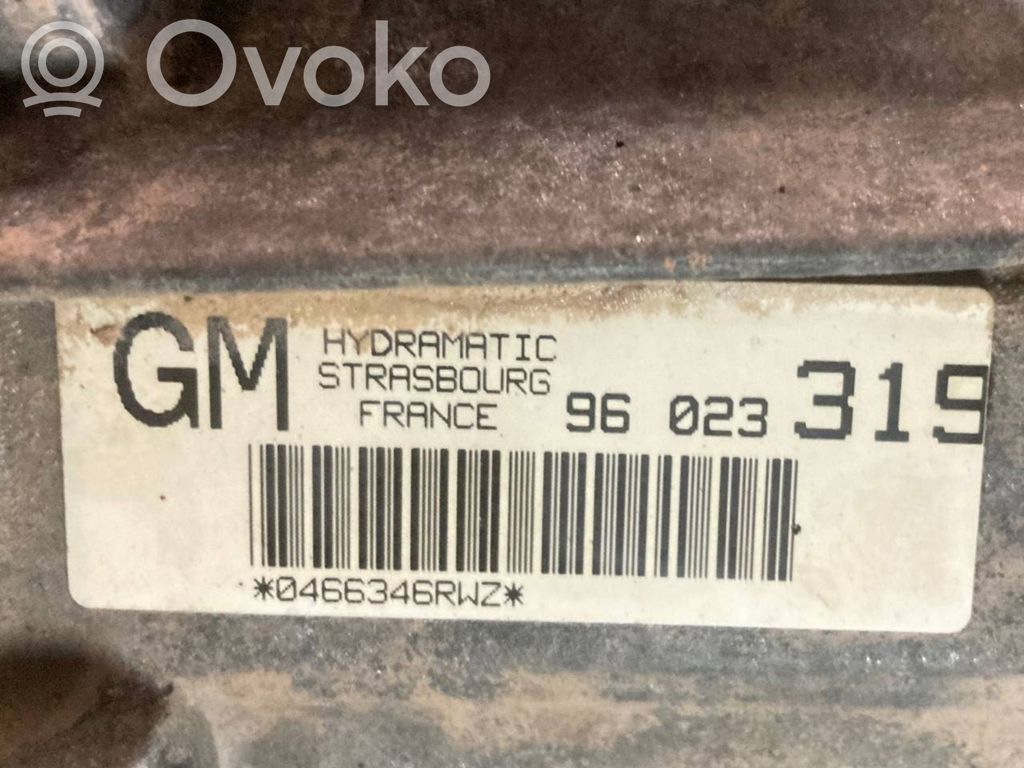 Ovoko
GM
HYDRAMATIC
STRASBOURG
FRANCE
96 023 319
*0466346RWZ*